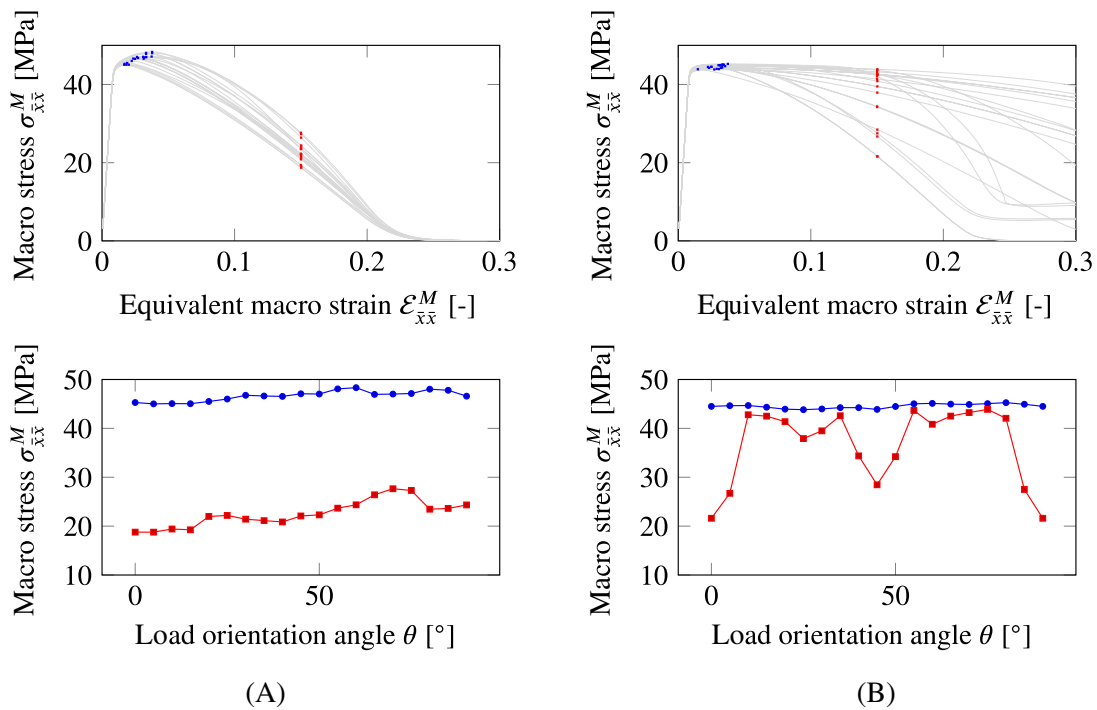 Macro stress σ^M_x̄x̄ [MPa]
40
20
0
0
0.1
0.2
0.3
Equivalent macro strain ℰ^M_x̄x̄ [-]
Macro stress σ^M_x̄x̄ [MPa]
40
20
0
0
0.1
0.2
0.3
Equivalent macro strain ℰ^M_x̄x̄ [-]
Macro stress σ^M_x̄x̄ [MPa]
50
40
30
20
10
0
50
Load orientation angle θ [°]
(A)
Macro stress σ^M_x̄x̄ [MPa]
50
40
30
20
10
0
50
Load orientation angle θ [°]
(B)